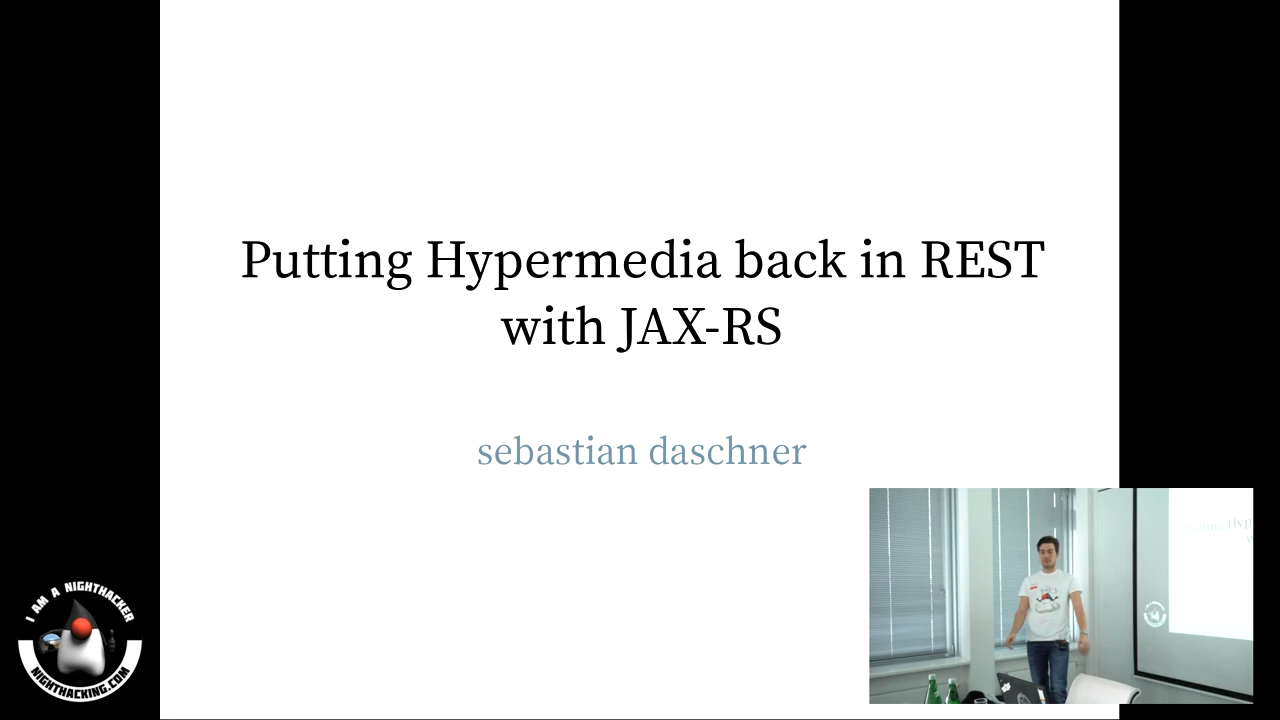 Putting Hypermedia back in REST
with JAX-RS
sebastian daschner
I AM A NIGHTHACKER
NIGHTHACKING.COM